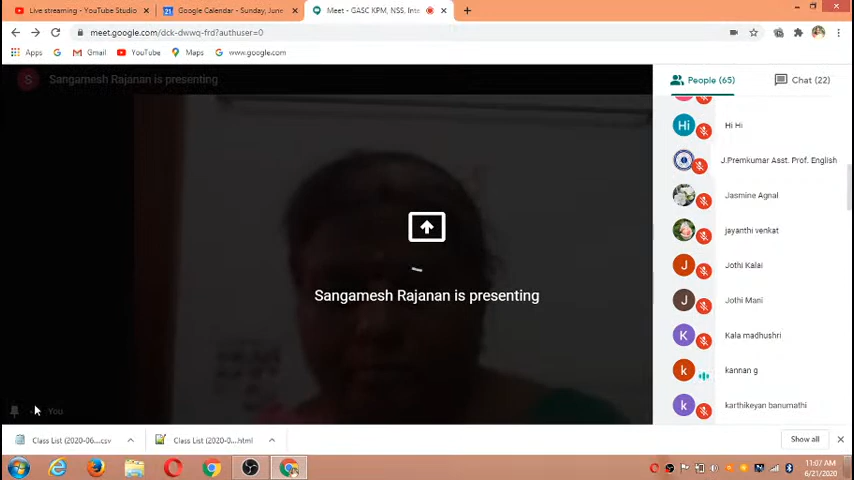 Live streaming - YouTube Studio
Google Calendar - Sunday, June
Meet - GASC KPM, NSS, Int
meet.google.com/dck-dwwq-frd?authuser=0
Apps
Gmail
YouTube
Maps
www.google.com
S
Sangamesh Rajanan is presenting
People (65)
Chat (22)
Hi
Hi Hi
J.Premkumar Asst. Prof. English
Jasmine Agnal
jayanthi venkat
J
Jothi Kalai
J
Jothi Mani
Sangamesh Rajanan is presenting
K
Kala madhushri
k
kannan g
k
karthikeyan banumathi
You
Class List (2020-06....csv
Class List (2020-0....html
Show all
11:07 AM
6/21/2020